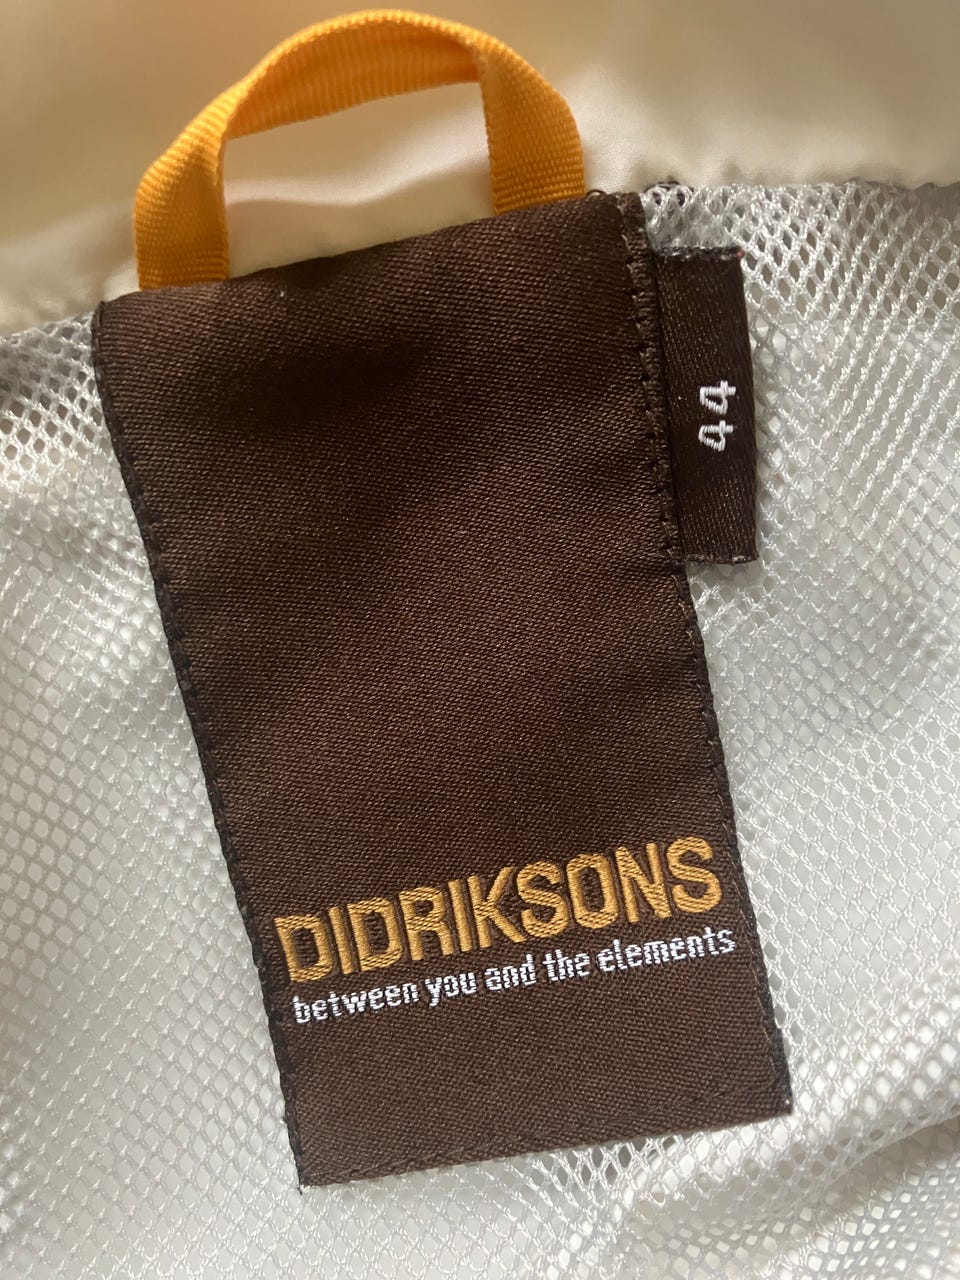 44
DIDRIKSONS
between you and the elements